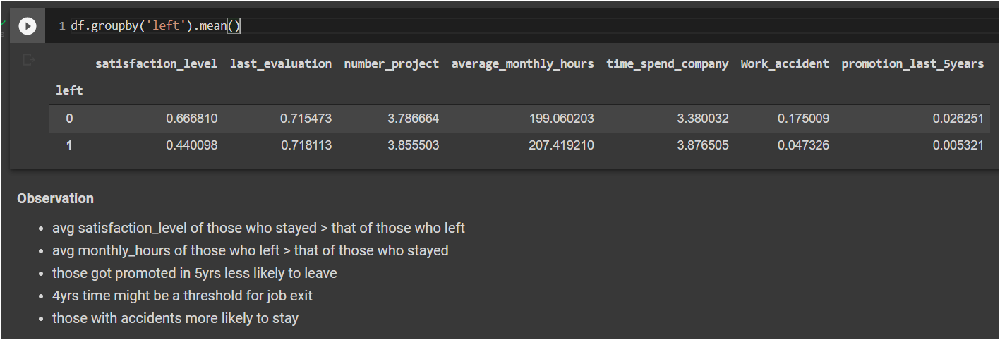 1 df.groupby('left').mean()
satisfaction_level last_evaluation number_project average_monthly_hours time_spend_company Work_accident promotion_last_5years
left
0 0.666810 0.715473 3.786664 199.060203 3.380032 0.175009 0.026251
1 0.440098 0.718113 3.855503 207.419210 3.876505 0.047326 0.005321
Observation
• avg satisfaction_level of those who stayed > that of those who left
• avg monthly_hours of those who left > that of those who stayed
• those got promoted in 5yrs less likely to leave
• 4yrs time might be a threshold for job exit
• those with accidents more likely to stay